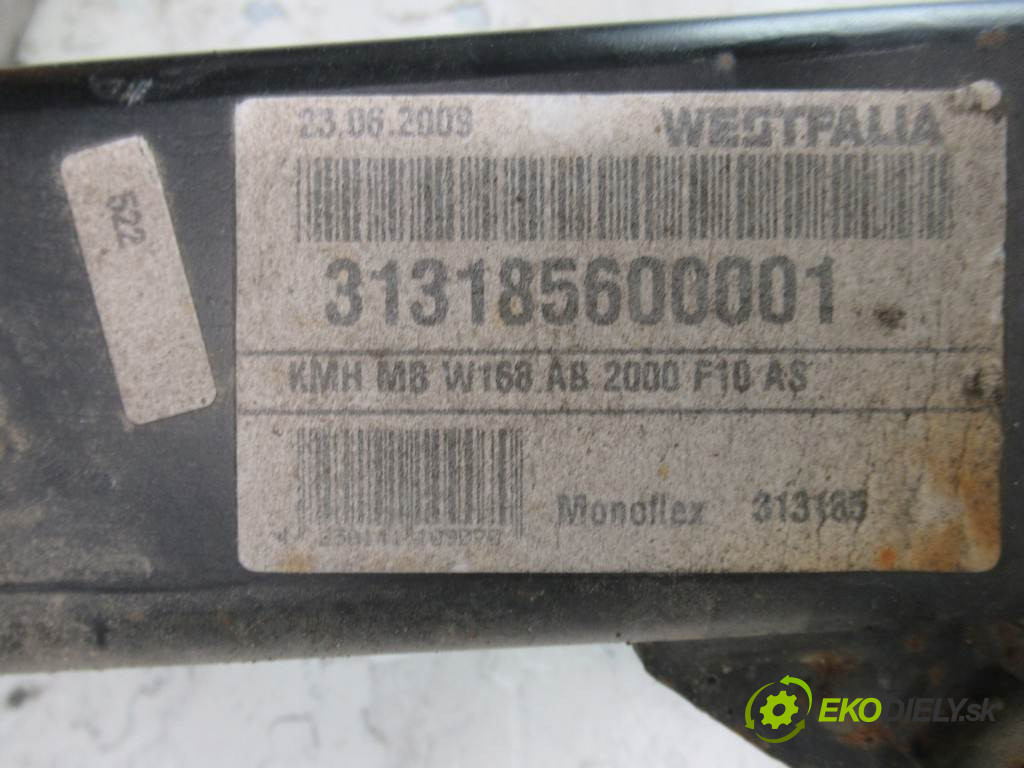 23.06.2009
WESTFALIA
313185600001
KMH MB W168 AB 2000 F10 AS
Monoflex 313185
522
EKODIELY.sk